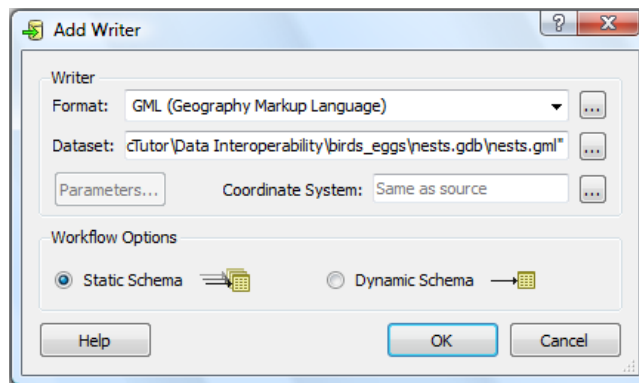 Add Writer
Writer
Format: GML (Geography Markup Language) ...
Dataset: cTutor\Data Interoperability\birds_eggs\nests.gdb\nests.gml" ...
Parameters... Coordinate System: Same as source ...
Workflow Options
Static Schema Dynamic Schema
Help OK Cancel